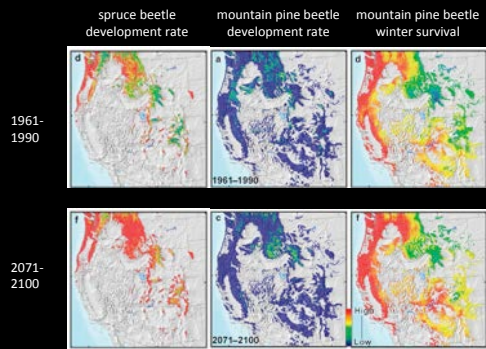 spruce beetle
development rate
mountain pine beetle
development rate
mountain pine beetle
winter survival
1961-
1990
d
a
1961–1990
d
2071-
2100
f
c
2071–2100
f
High
Low